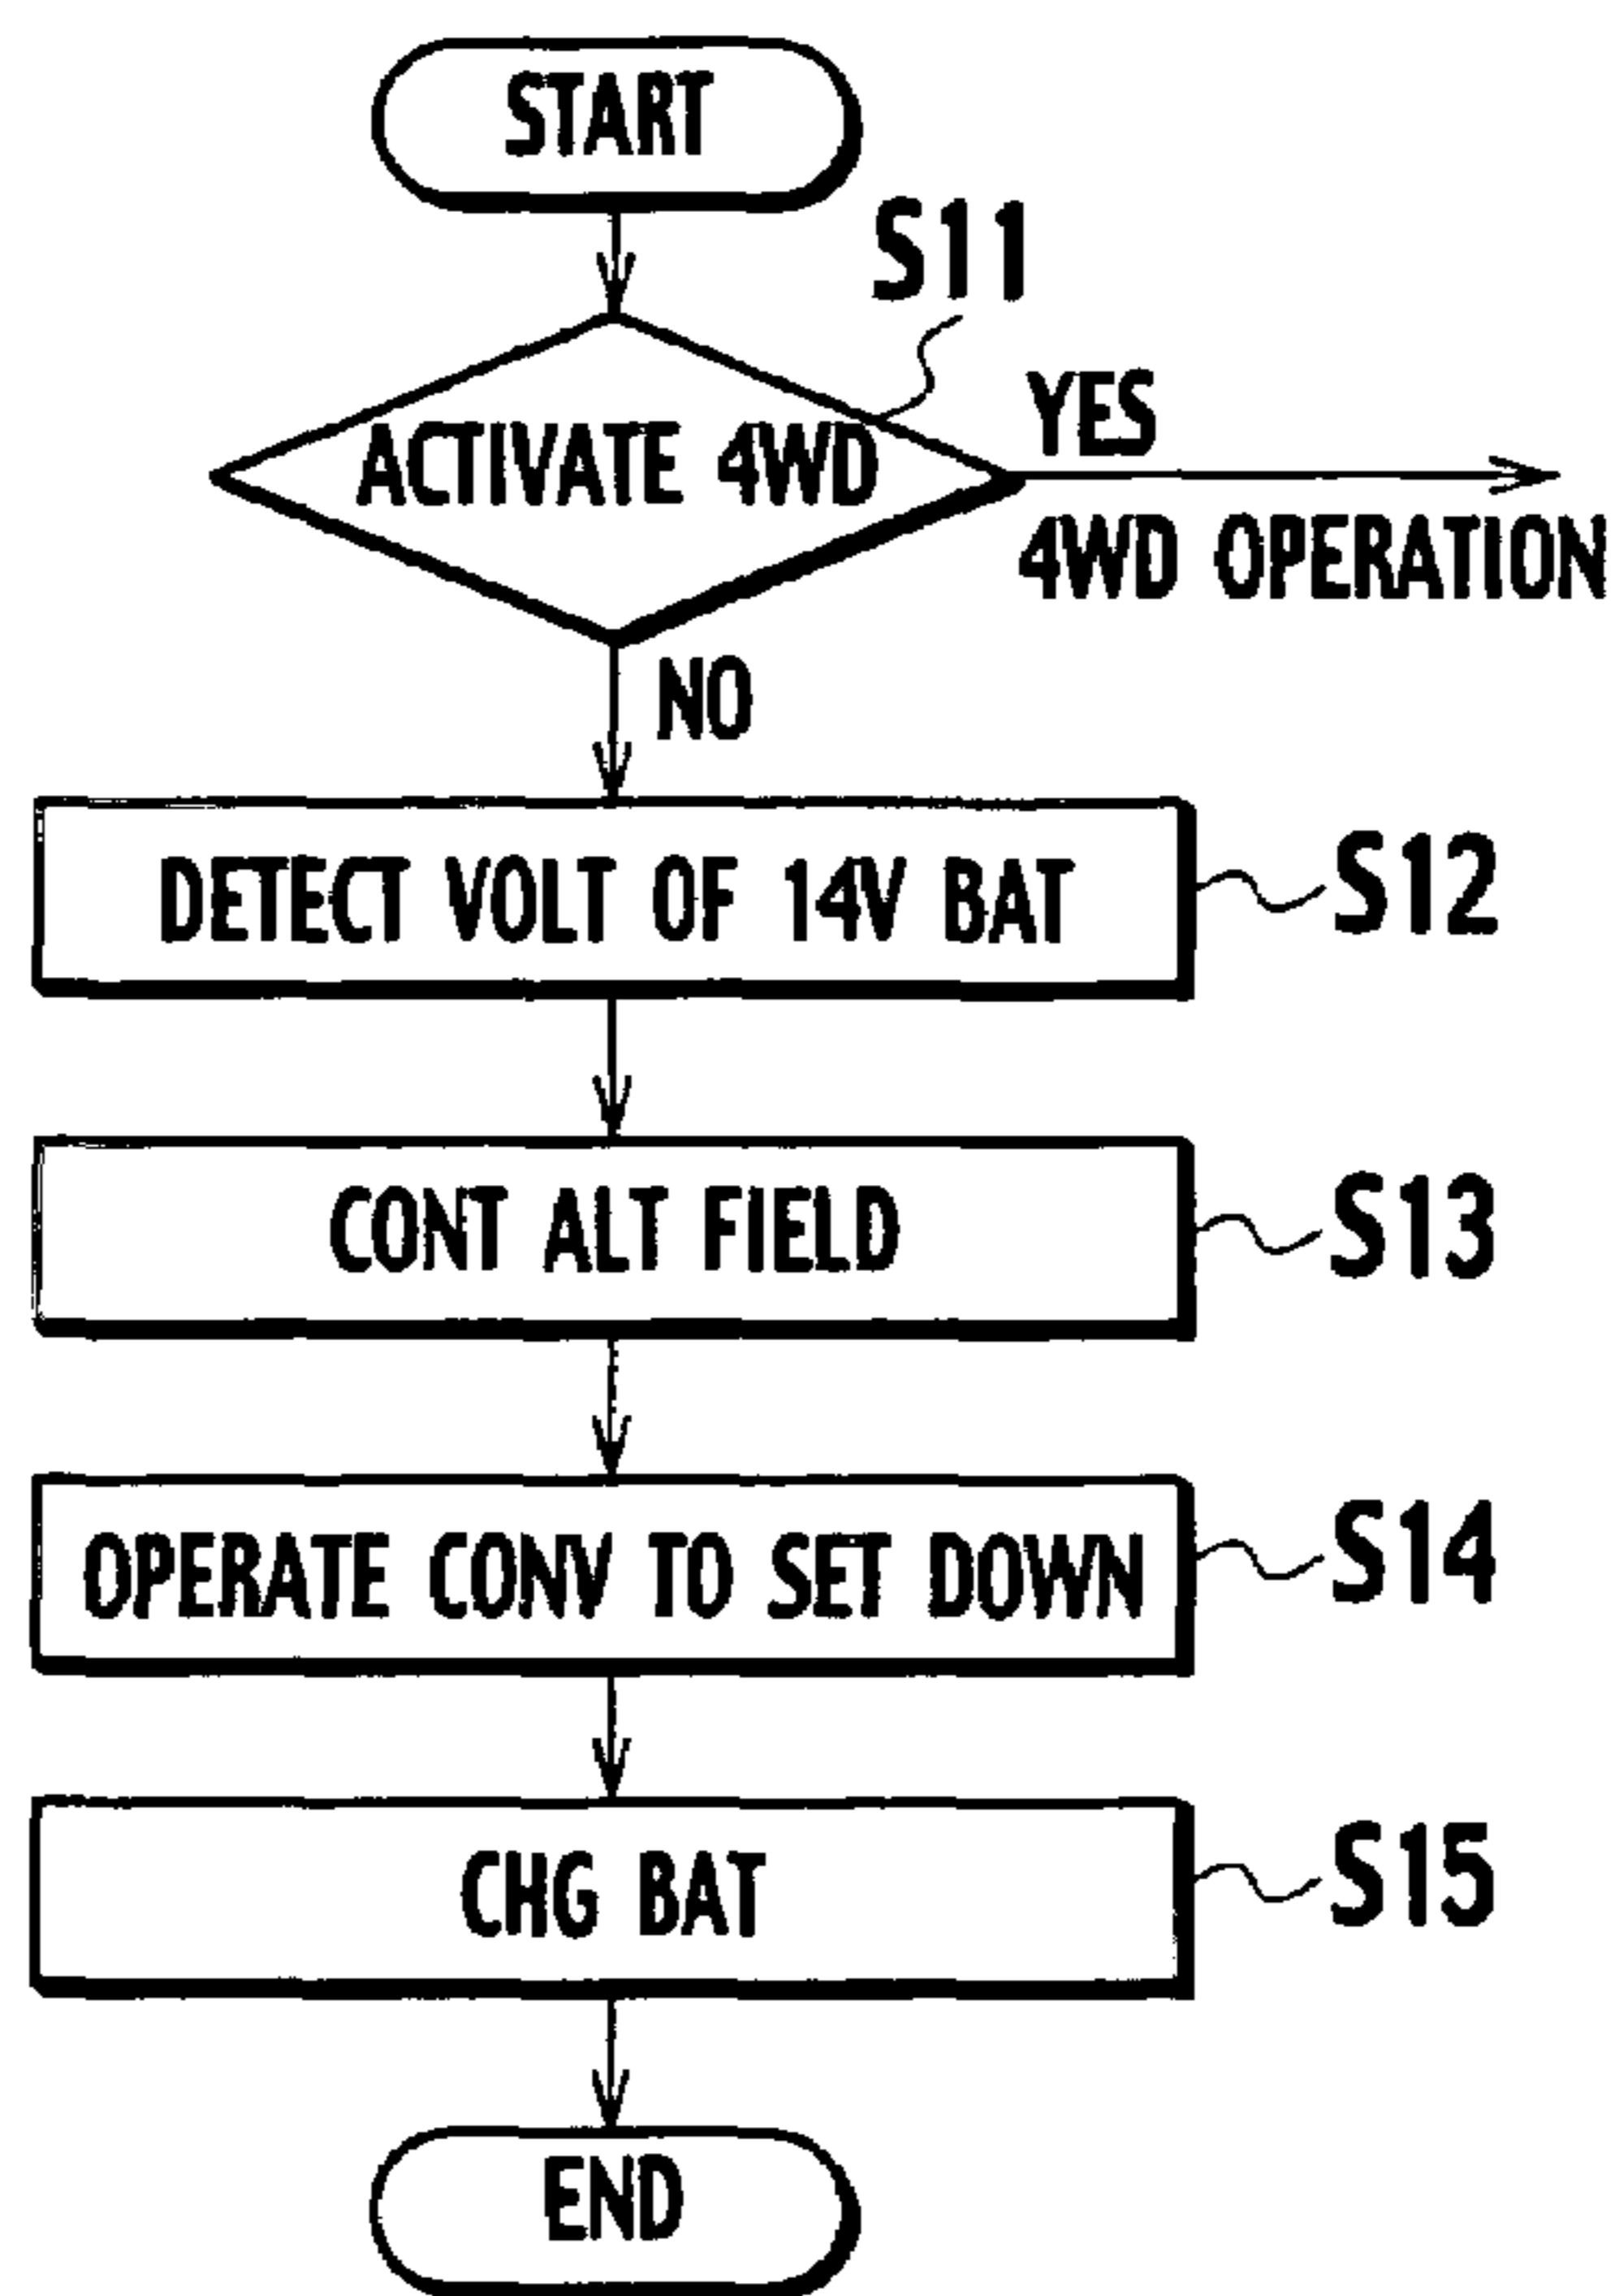 START
S11
ACTIVATE 4WD
YES
4WD OPERATION
NO
DETECT VOLT OF 14V BAT
S12
CONT ALT FIELD
S13
OPERATE CONV TO SET DOWN
S14
CHG BAT
S15
END